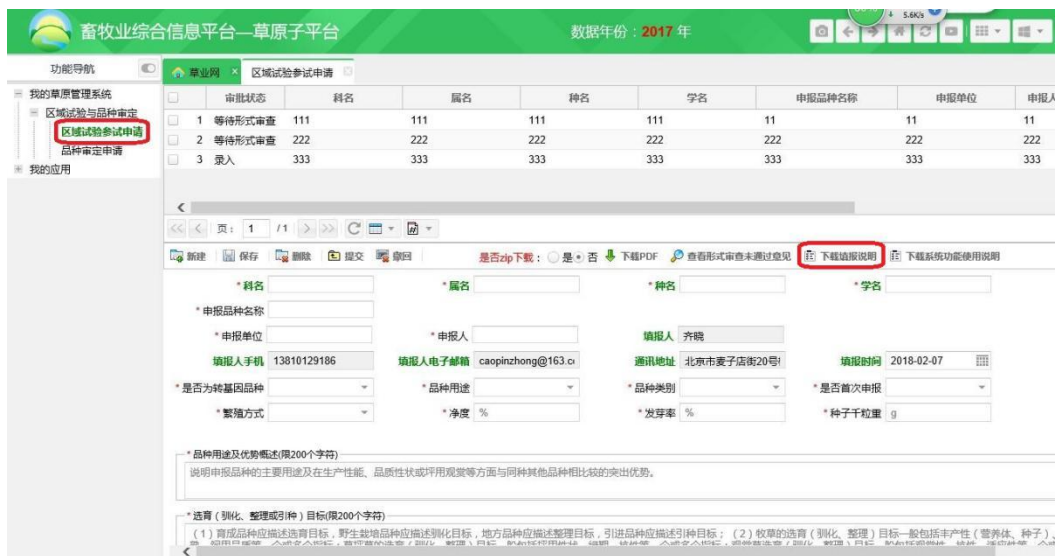 畜牧业综合信息平台—草原子平台 数据年份：2017 年
5.6K/s
功能导航
草业网 × 区域试验参试申请
我的草原管理系统
区域试验与品种审定
区域试验参试申请
品种审定申请
我的应用
审批状态 科名 属名 种名 学名 申报品种名称 申报单位 申报人
1 等待形式审查 111 111 111 111 11 11 11
2 等待形式审查 222 222 222 222 222 222 222
3 录入 333 333 333 333 333 333 333
页: 1 /1
新建 保存 删除 提交 撤回 是否zip下载： 是 否 下载PDF 查看形式审查未通过意见 下载填报说明 下载系统功能使用说明
*科名 *属名 *种名 *学名
*申报品种名称
*申报单位 *申报人 填报人 齐晓
填报人手机 13810129186 填报人电子邮箱 caopinzhong@163.c 通讯地址 北京市麦子店街20号 填报时间 2018-02-07
*是否为转基因品种 *品种用途 *品种类别 *是否首次申报
*繁殖方式 *净度 % *发芽率 % *种子千粒重 g
*品种用途及优势概述(限200个字符)
说明申报品种的主要用途及在生产性能、品质性状或坪用观赏等方面与同种其他品种相比较的突出优势。
*选育（驯化、整理或引种）目标(限200个字符)
（1）育成品种应描述选育目标，野生栽培品种应描述驯化目标，地方品种应描述整理目标，引进品种应描述引种目标；（2）牧草的选育（驯化、整理）目标一般包括丰产性（营养体、种子）